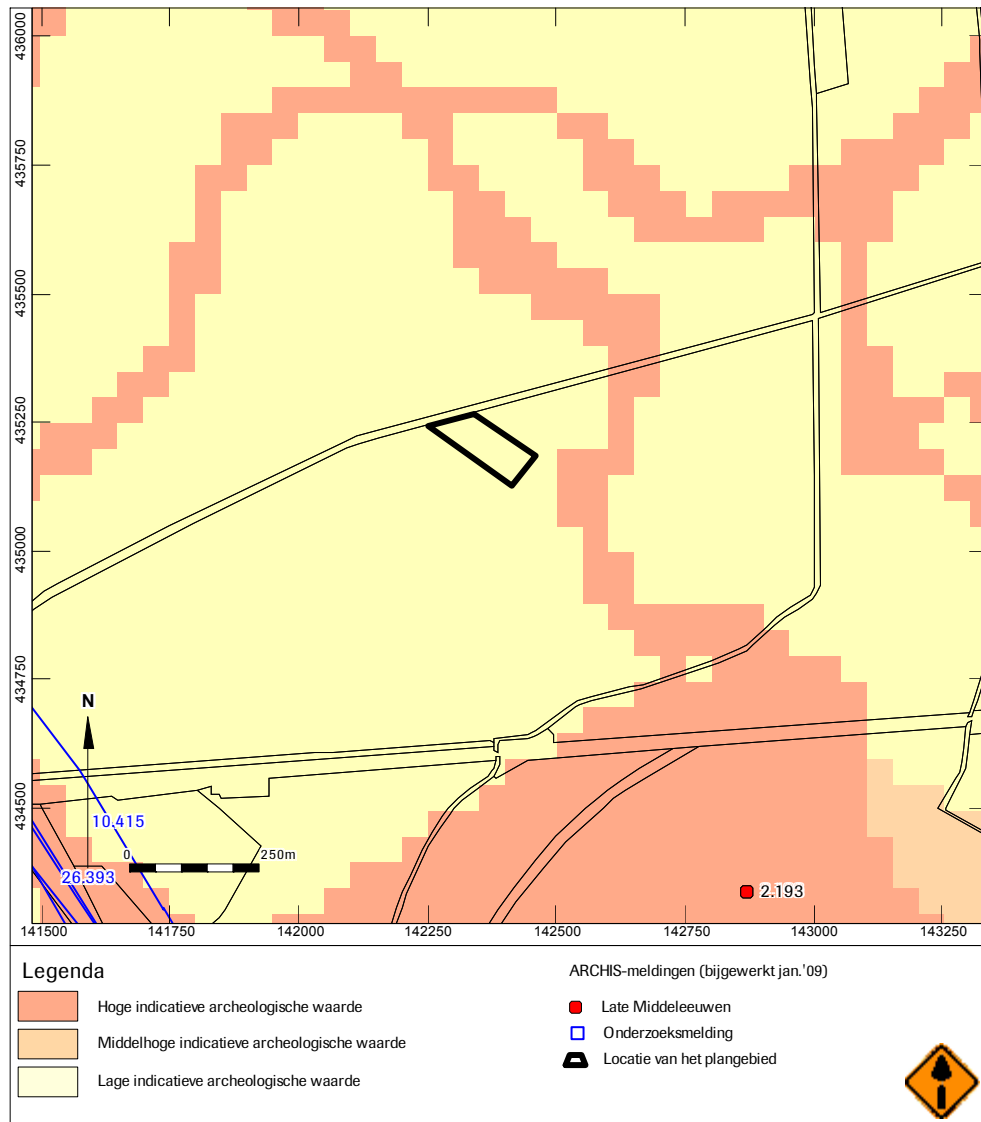 436000
435750
435500
435250
435000
434750
434500
N
10.415
0 250m
26.393
2.193
141500 141750 142000 142250 142500 142750 143000 143250
Legenda
Hoge indicatieve archeologische waarde
Middelhoge indicatieve archeologische waarde
Lage indicatieve archeologische waarde
ARCHIS-meldingen (bijgewerkt jan.'09)
Late Middeleeuwen
Onderzoeksmelding
Locatie van het plangebied